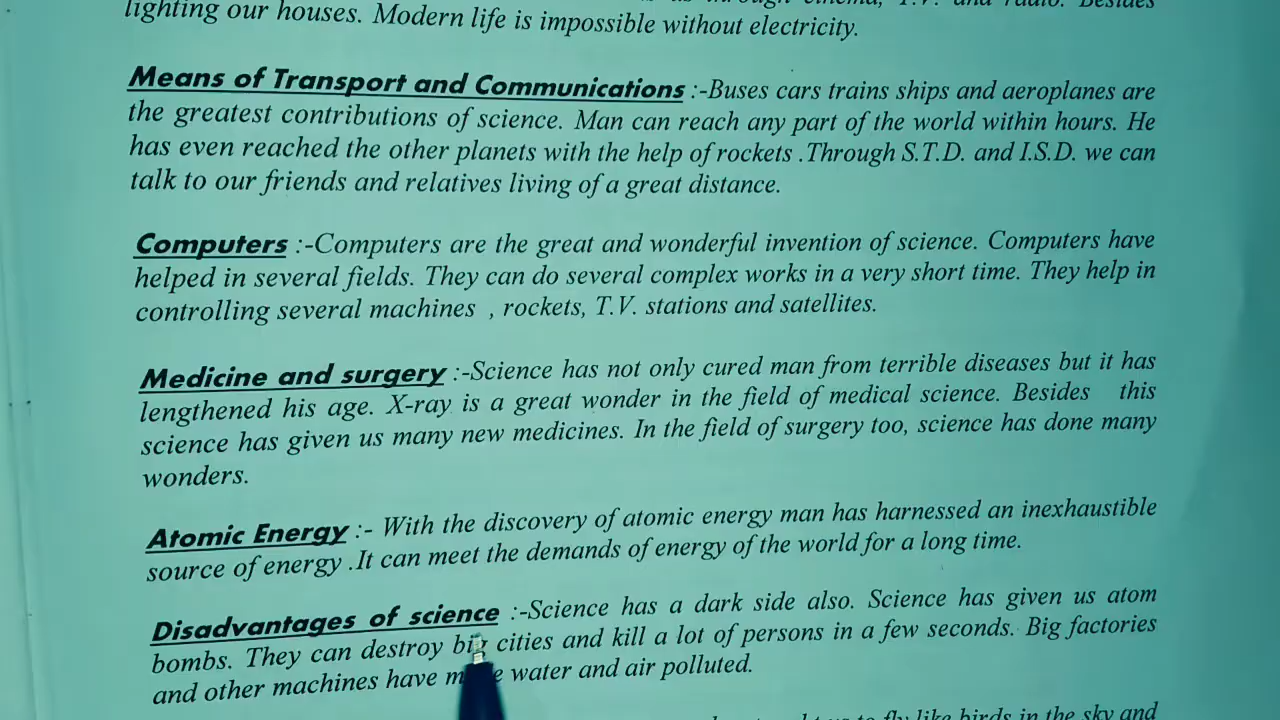 lighting our houses. Modern life is impossible without electricity.
Means of Transport and Communications :-Buses cars trains ships and aeroplanes are
the greatest contributions of science. Man can reach any part of the world within hours. He
has even reached the other planets with the help of rockets .Through S.T.D. and I.S.D. we can
talk to our friends and relatives living of a great distance.
Computers :-Computers are the great and wonderful invention of science. Computers have
helped in several fields. They can do several complex works in a very short time. They help in
controlling several machines , rockets, T.V. stations and satellites.
Medicine and surgery :-Science has not only cured man from terrible diseases but it has
lengthened his age. X-ray is a great wonder in the field of medical science. Besides this
science has given us many new medicines. In the field of surgery too, science has done many
wonders.
Atomic Energy :- With the discovery of atomic energy man has harnessed an inexhaustible
source of energy .It can meet the demands of energy of the world for a long time.
Disadvantages of science :-Science has a dark side also. Science has given us atom
bombs. They can destroy big cities and kill a lot of persons in a few seconds. Big factories
and other machines have water and air polluted.
to fly like birds in the sky and